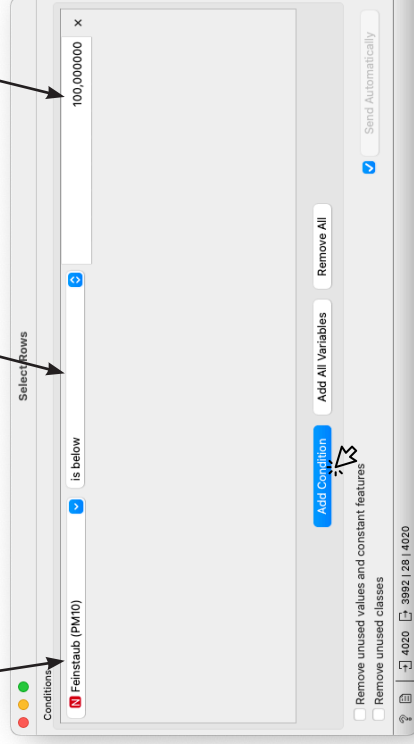 Select Rows
Conditions
N Feinstaub (PM10) is below 100,000000 ×
Add Condition Add All Variables Remove All
Remove unused values and constant features
Remove unused classes
Send Automatically
? 4020 3992 | 28 | 4020